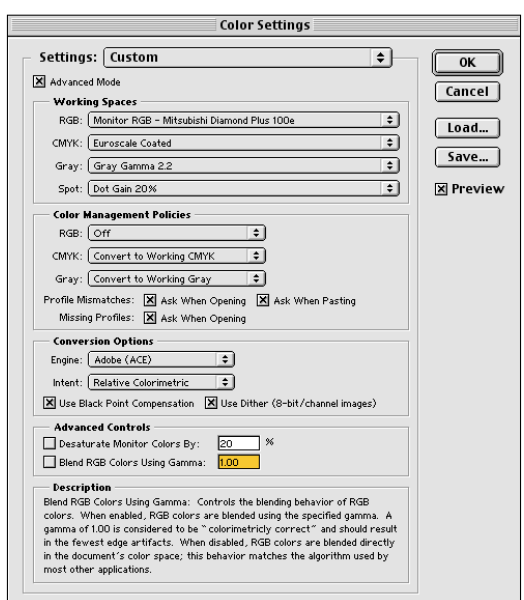 Color Settings
Settings: Custom
OK
Advanced Mode
Cancel
Working Spaces
RGB: Monitor RGB - Mitsubishi Diamond Plus 100e
Load...
CMYK: Euroscale Coated
Gray: Gray Gamma 2.2
Save...
Spot: Dot Gain 20%
Preview
Color Management Policies
RGB: Off
CMYK: Convert to Working CMYK
Gray: Convert to Working Gray
Profile Mismatches: Ask When Opening Ask When Pasting
Missing Profiles: Ask When Opening
Conversion Options
Engine: Adobe (ACE)
Intent: Relative Colorimetric
Use Black Point Compensation Use Dither (8-bit/channel images)
Advanced Controls
Desaturate Monitor Colors By: 20 %
Blend RGB Colors Using Gamma: 1.00
Description
Blend RGB Colors Using Gamma: Controls the blending behavior of RGB
colors. When enabled, RGB colors are blended using the specified gamma. A
gamma of 1.00 is considered to be "colorimetricly correct" and should result
in the fewest edge artifacts. When disabled, RGB colors are blended directly
in the document's color space; this behavior matches the algorithm used by
most other applications.